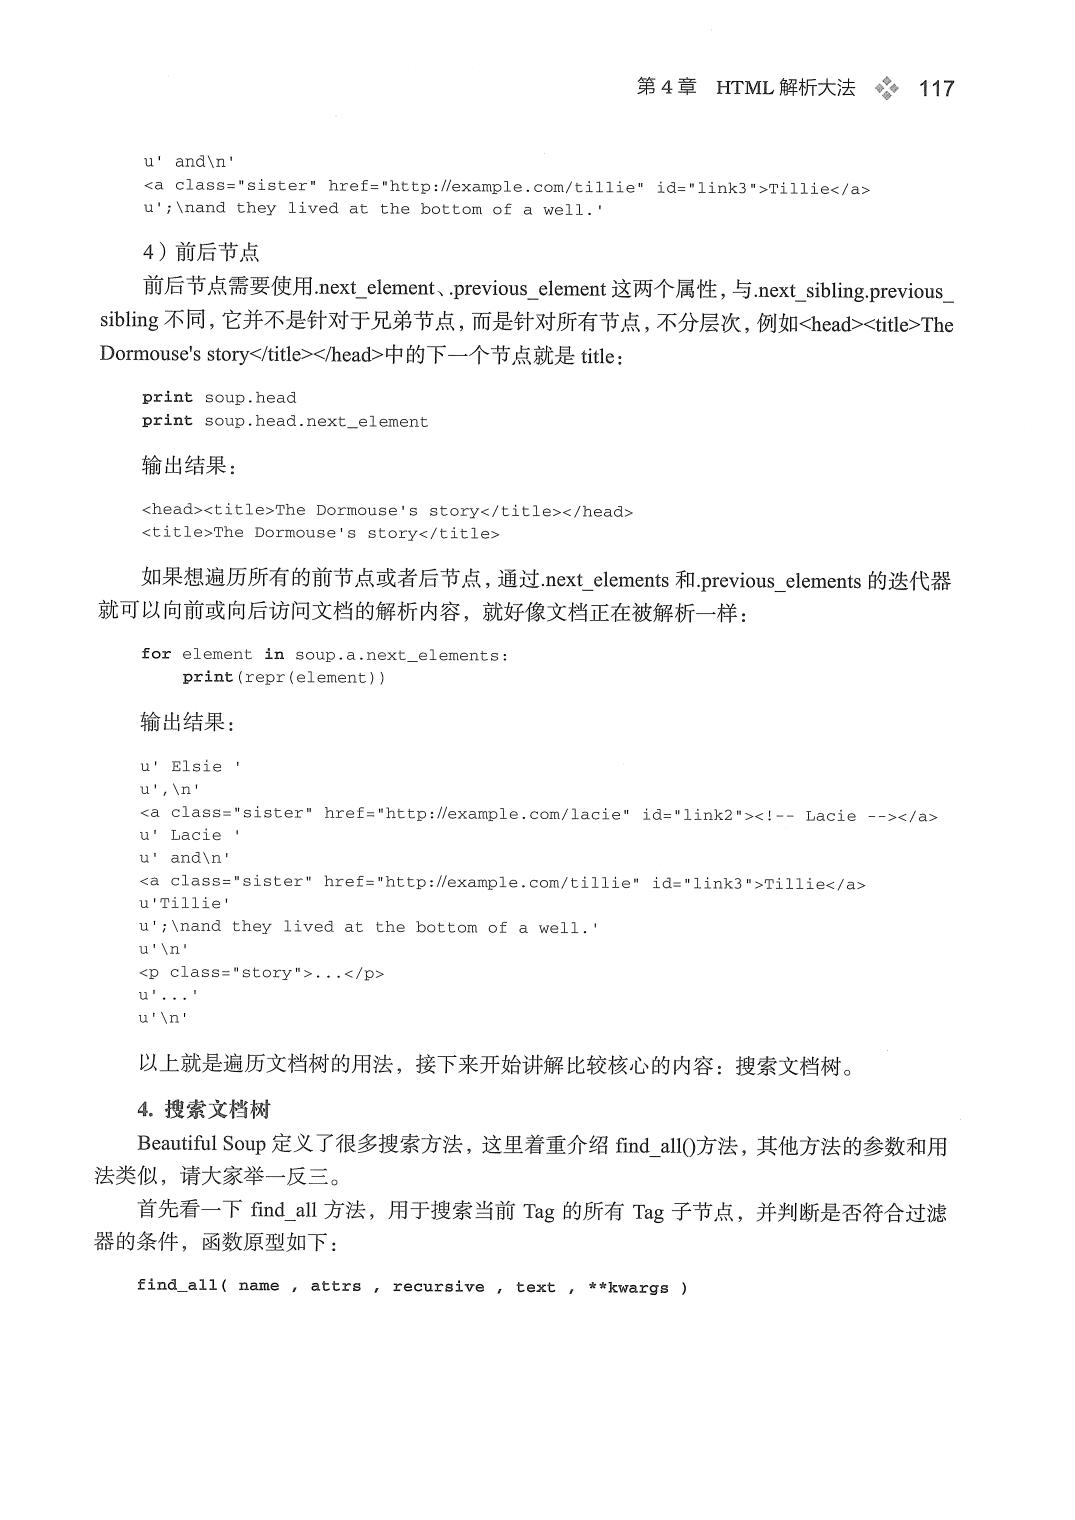 第 4 章 HTML 解析大法 117
u' and\n'
<a class="sister" href="http://example.com/tillie" id="link3">Tillie</a>
u';\nand they lived at the bottom of a well.'
4）前后节点
前后节点需要使用.next_element、.previous_element 这两个属性，与.next_sibling.previous_
sibling 不同，它并不是针对于兄弟节点，而是针对所有节点，不分层次，例如<head><title>The
Dormouse's story</title></head>中的下一个节点就是 title：
print soup.head
print soup.head.next_element
输出结果：
<head><title>The Dormouse's story</title></head>
<title>The Dormouse's story</title>
如果想遍历所有的前节点或者后节点，通过.next_elements 和.previous_elements 的迭代器
就可以向前或向后访问文档的解析内容，就好像文档正在被解析一样：
for element in soup.a.next_elements:
    print(repr(element))
输出结果：
u' Elsie '
u',\n'
<a class="sister" href="http://example.com/lacie" id="link2"><!-- Lacie --></a>
u' Lacie '
u' and\n'
<a class="sister" href="http://example.com/tillie" id="link3">Tillie</a>
u'Tillie'
u';\nand they lived at the bottom of a well.'
u'\n'
<p class="story">...</p>
u'...'
u'\n'
以上就是遍历文档树的用法，接下来开始讲解比较核心的内容：搜索文档树。
4. 搜索文档树
Beautiful Soup 定义了很多搜索方法，这里着重介绍 find_all()方法，其他方法的参数和用
法类似，请大家举一反三。
首先看一下 find_all 方法，用于搜索当前 Tag 的所有 Tag 子节点，并判断是否符合过滤
器的条件，函数原型如下：
find_all( name , attrs , recursive , text , **kwargs )